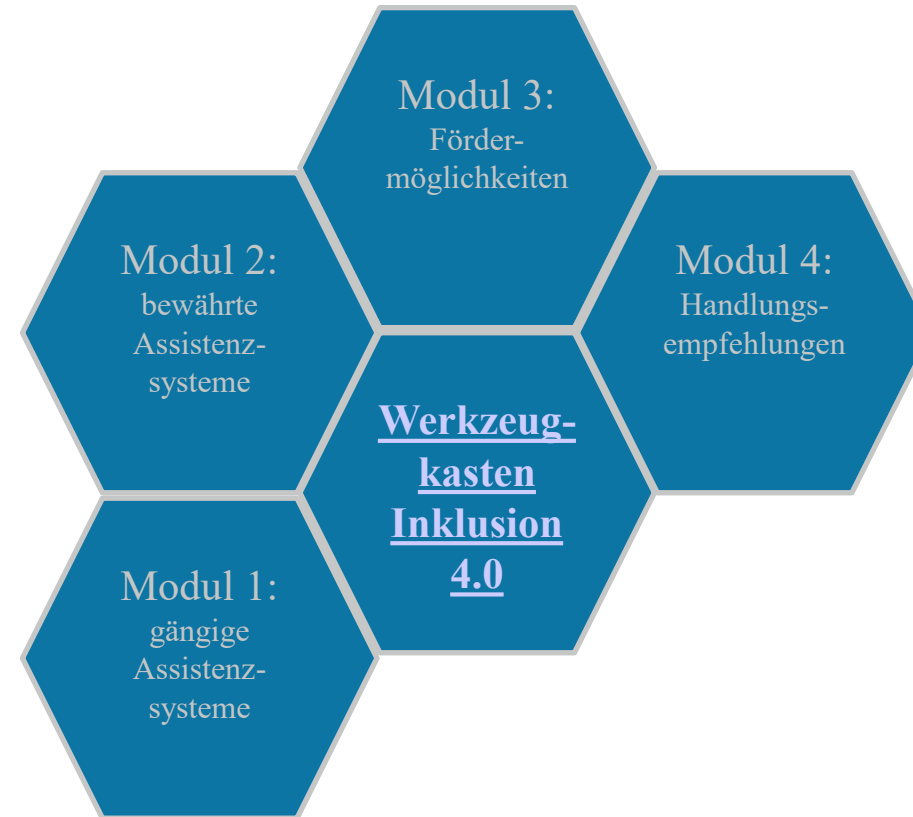 Modul 3:
Förder-
möglichkeiten
Modul 2:
bewährte
Assistenz-
systeme
Modul 4:
Handlungs-
empfehlungen
Werkzeug-
kasten
Inklusion
4.0
Modul 1:
gängige
Assistenz-
systeme